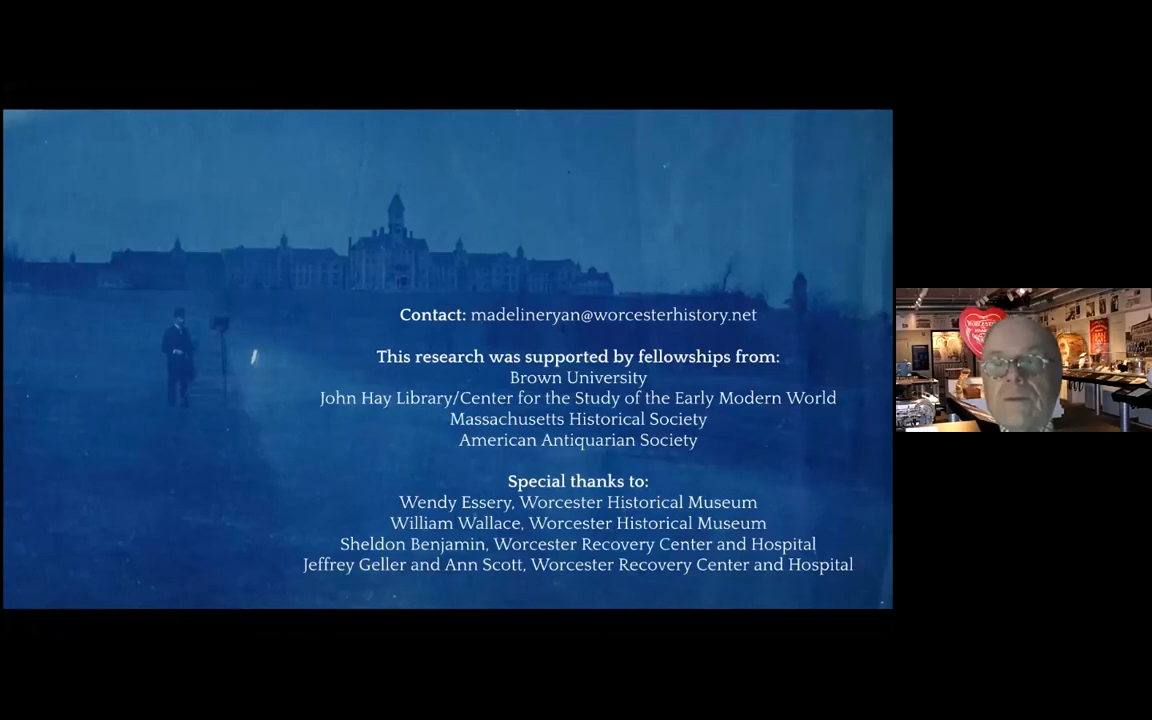 Contact: madelineryan@worcesterhistory.net
This research was supported by fellowships from:
Brown University
John Hay Library/Center for the Study of the Early Modern World
Massachusetts Historical Society
American Antiquarian Society
Special thanks to:
Wendy Essery, Worcester Historical Museum
William Wallace, Worcester Historical Museum
Sheldon Benjamin, Worcester Recovery Center and Hospital
Jeffrey Geller and Ann Scott, Worcester Recovery Center and Hospital
WORCESTER